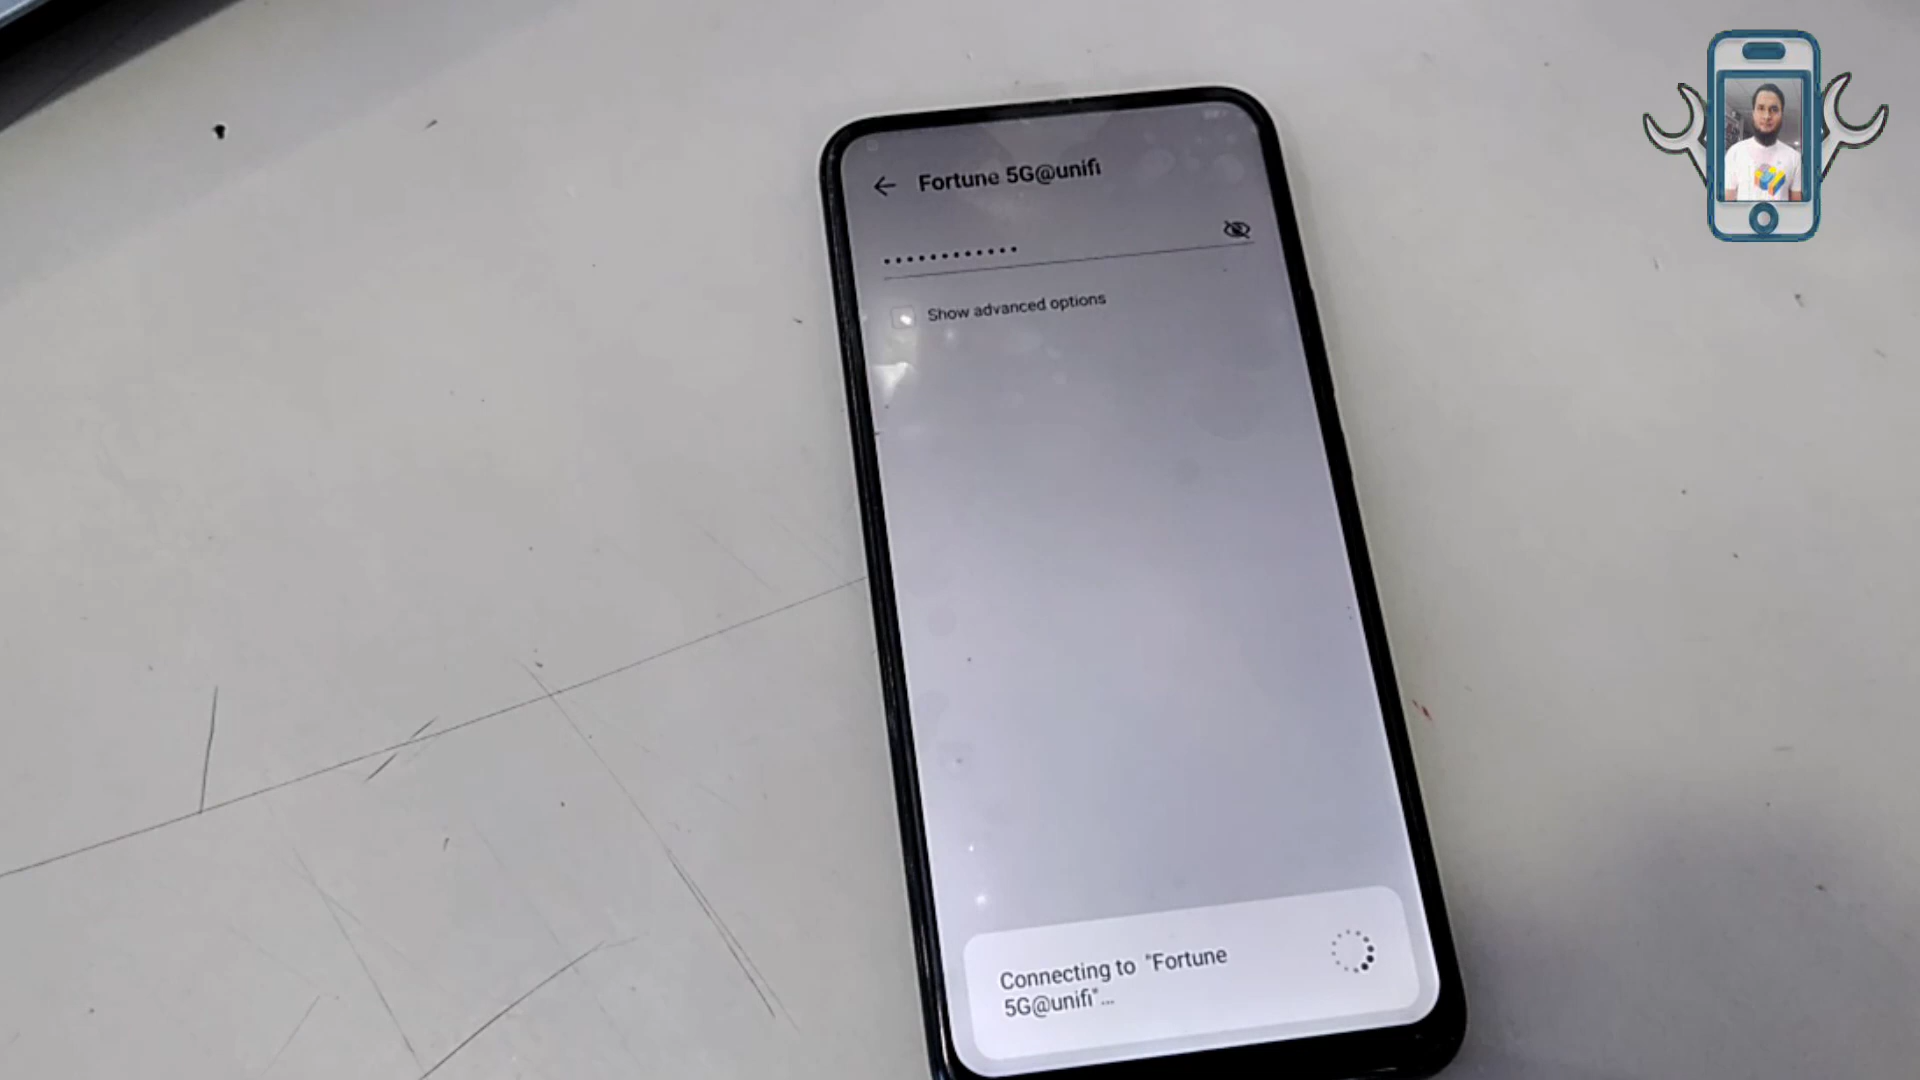 Fortune 5G@unifi
••••••••••••
Show advanced options
Connecting to "Fortune
5G@unifi"...